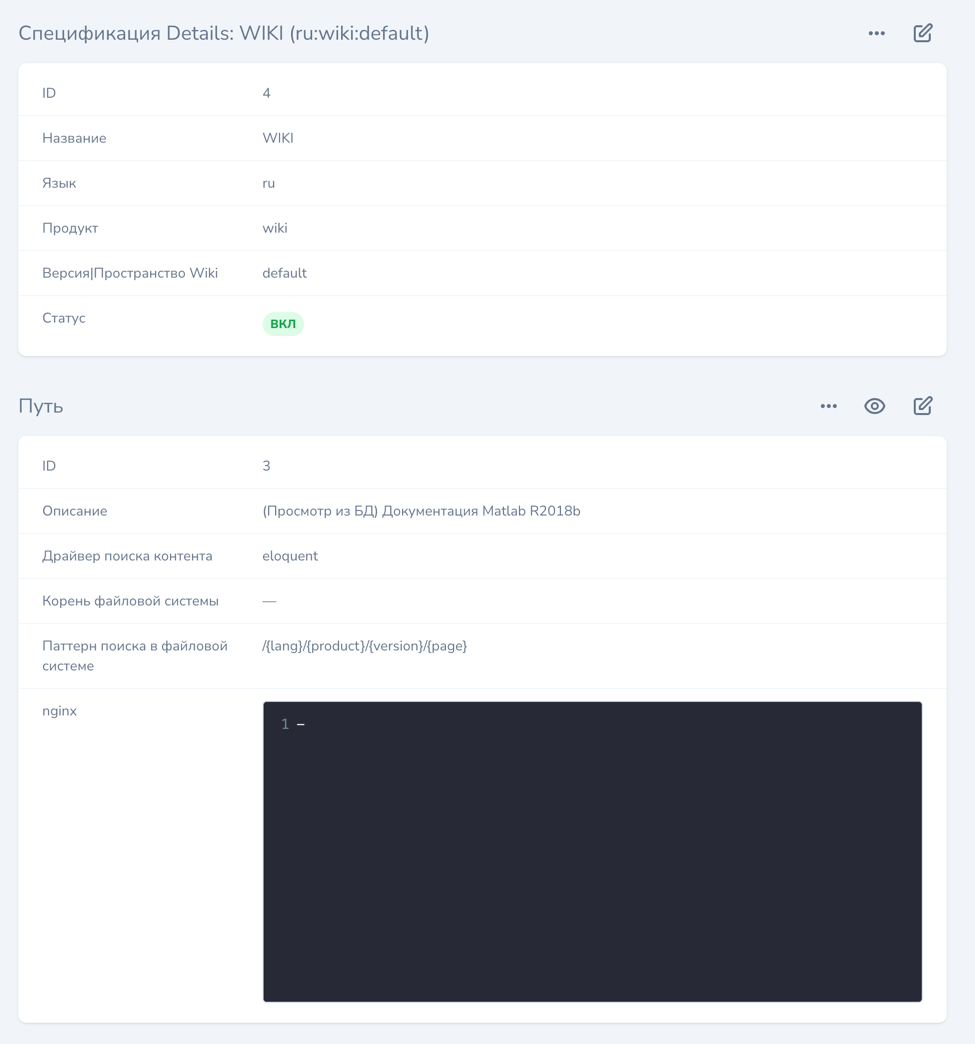 Спецификация Details: WIKI (ru:wiki:default)
ID 4
Название WIKI
Язык ru
Продукт wiki
Версия|Пространство Wiki default
Статус ВКЛ
Путь
ID 3
Описание (Просмотр из БД) Документация Matlab R2018b
Драйвер поиска контента eloquent
Корень файловой системы —
Паттерн поиска в файловой /{lang}/{product}/{version}/{page}
системе
nginx
1 —